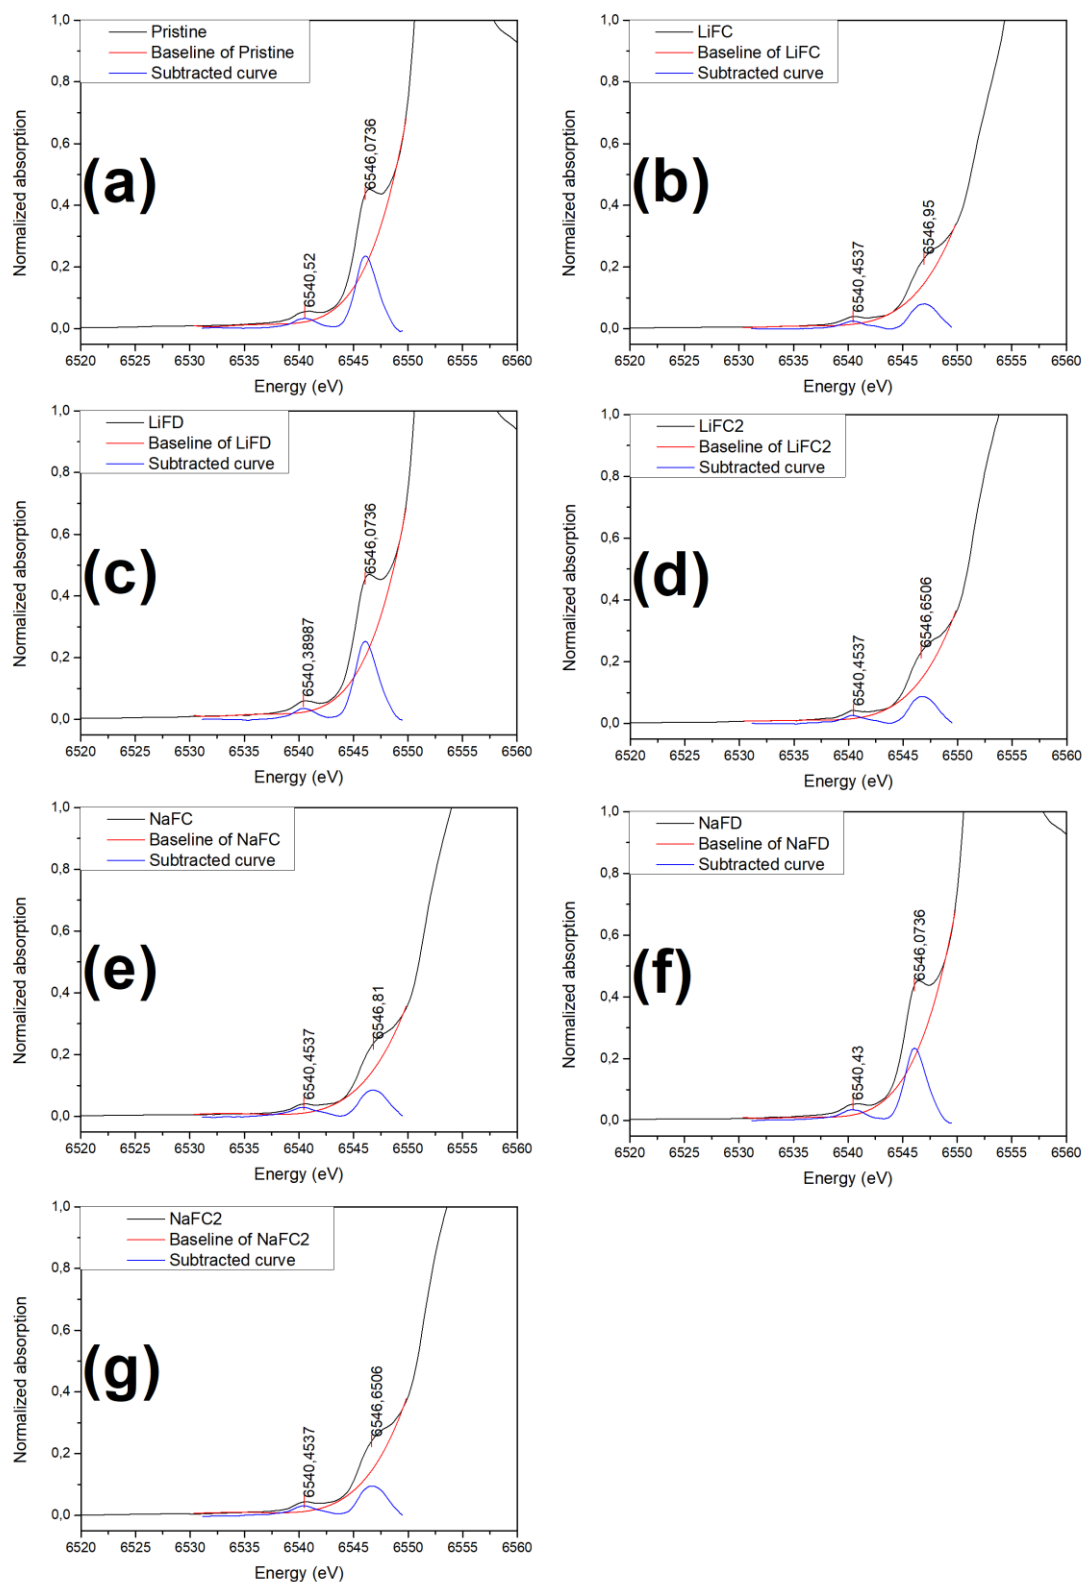 Pristine
Baseline of Pristine
Subtracted curve
(a)
6540,52
6546,0736
Normalized absorption
1,0
0,8
0,6
0,4
0,2
0,0
6520 6525 6530 6535 6540 6545 6550 6555 6560
Energy (eV)
LiFC
Baseline of LiFC
Subtracted curve
(b)
6540,4537
6546,95
Normalized absorption
1,0
0,8
0,6
0,4
0,2
0,0
6520 6525 6530 6535 6540 6545 6550 6555 6560
Energy (eV)
LiFD
Baseline of LiFD
Subtracted curve
(c)
6540,38987
6546,0736
Normalized absorption
1,0
0,8
0,6
0,4
0,2
0,0
6520 6525 6530 6535 6540 6545 6550 6555 6560
Energy (eV)
LiFC2
Baseline of LiFC2
Subtracted curve
(d)
6540,4537
6546,6506
Normalized absorption
1,0
0,8
0,6
0,4
0,2
0,0
6520 6525 6530 6535 6540 6545 6550 6555 6560
Energy (eV)
NaFC
Baseline of NaFC
Subtracted curve
(e)
6540,4537
6546,81
Normalized absorption
1,0
0,8
0,6
0,4
0,2
0,0
6520 6525 6530 6535 6540 6545 6550 6555 6560
Energy (eV)
NaFD
Baseline of NaFD
Subtracted curve
(f)
6540,43
6546,0736
Normalized absorption
1,0
0,8
0,6
0,4
0,2
0,0
6520 6525 6530 6535 6540 6545 6550 6555 6560
Energy (eV)
NaFC2
Baseline of NaFC2
Subtracted curve
(g)
6540,4537
6546,6506
Normalized absorption
1,0
0,8
0,6
0,4
0,2
0,0
6520 6525 6530 6535 6540 6545 6550 6555 6560
Energy (eV)